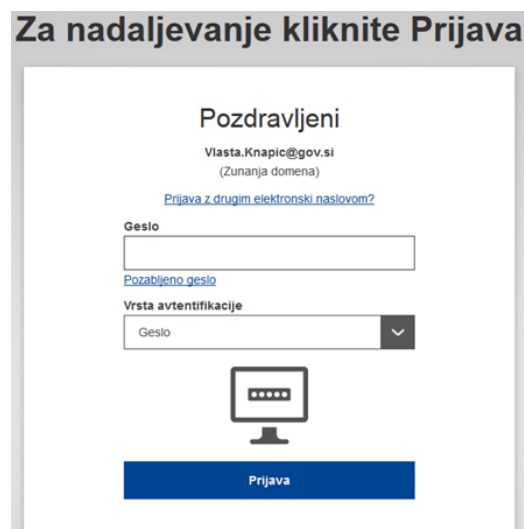 Za nadaljevanje kliknite Prijava
Pozdravljeni
Vlasta.Knapic@gov.si
(Zunanja domena)
Prijava z drugim elektronski naslovom?
Geslo
Pozabljeno geslo
Vrsta avtentifikacije
Geslo
Prijava